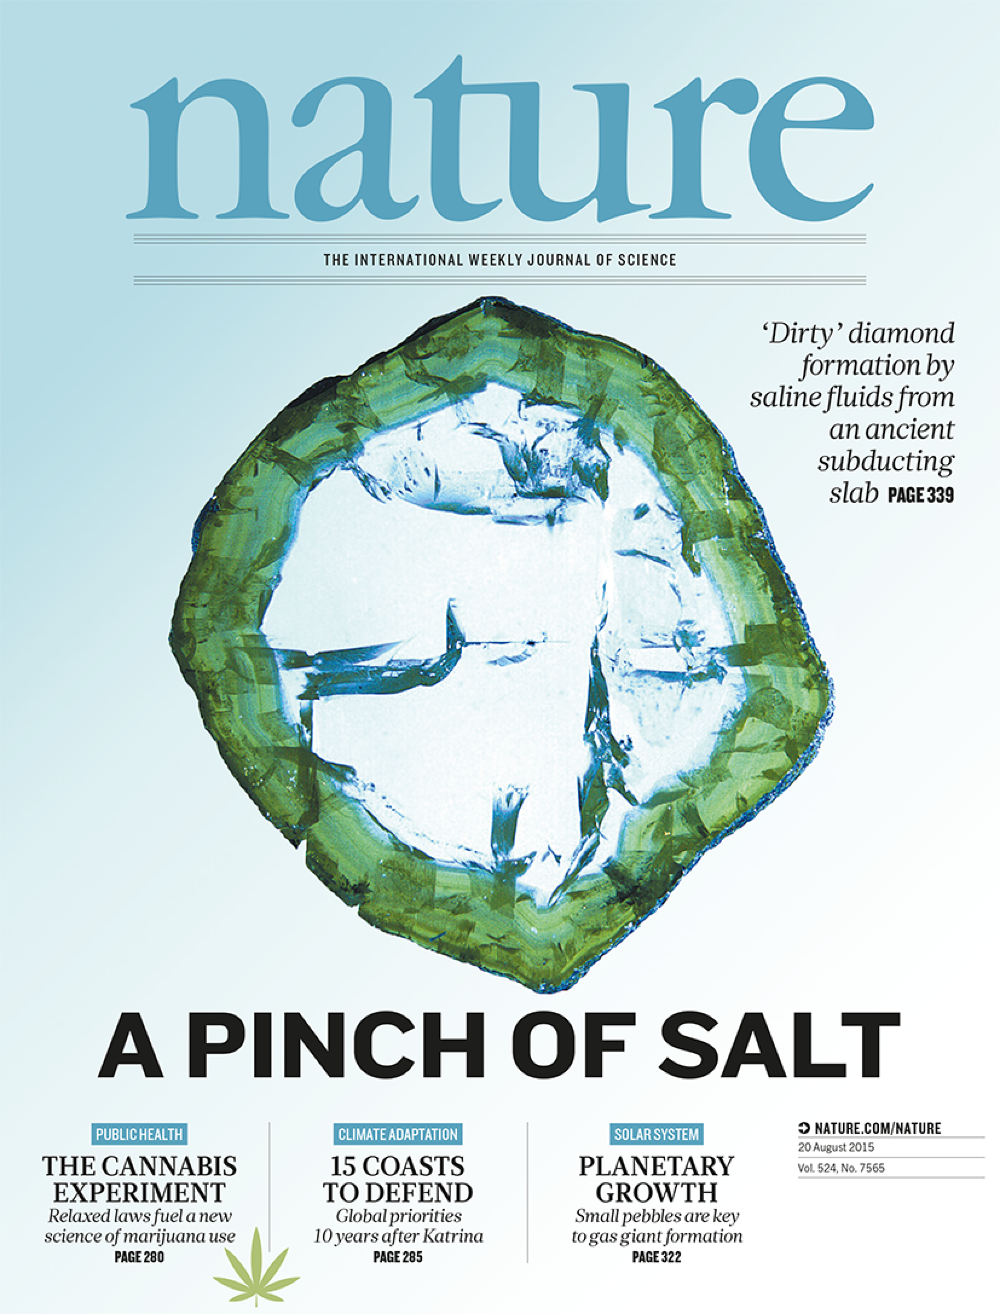 nature
THE INTERNATIONAL WEEKLY JOURNAL OF SCIENCE
‘Dirty’ diamond
formation by
saline fluids from
an ancient
subducting
slab PAGE 339
A PINCH OF SALT
PUBLIC HEALTH
THE CANNABIS
EXPERIMENT
Relaxed laws fuel a new
science of marijuana use
PAGE 280
CLIMATE ADAPTATION
15 COASTS
TO DEFEND
Global priorities
10 years after Katrina
PAGE 285
SOLAR SYSTEM
PLANETARY
GROWTH
Small pebbles are key
to gas giant formation
PAGE 322
NATURE.COM/NATURE
20 August 2015
Vol. 524, No. 7565